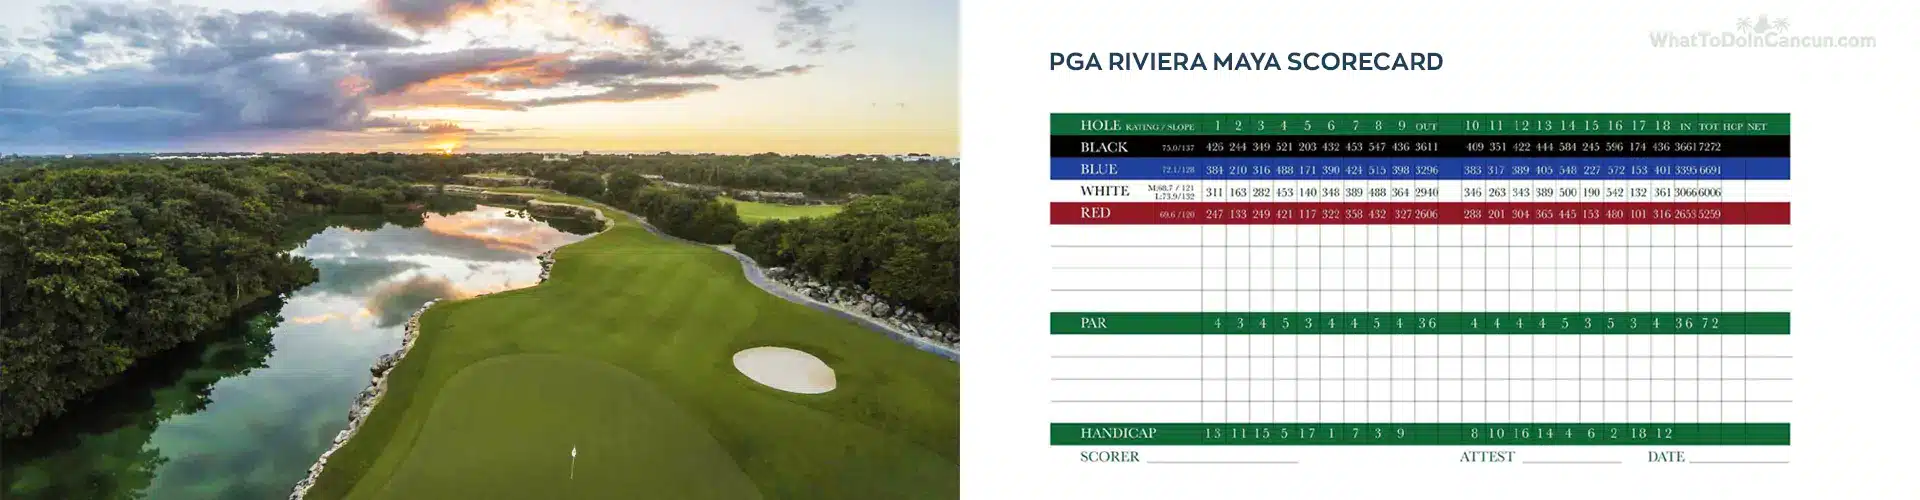 WhatToDoInCancun.com
PGA RIVIERA MAYA SCORECARD
HOLE RATING / SLOPE 1 2 3 4 5 6 7 8 9 OUT 10 11 12 13 14 15 16 17 18 IN TOT HCP NET
BLACK 75.0/137 426 244 349 521 203 432 453 547 436 3611 409 351 422 444 584 245 596 174 436 3661 7272
BLUE 72.1/128 384 210 316 488 171 390 424 515 398 3296 383 317 389 405 548 227 572 153 401 3395 6691
WHITE M:68.7 / 121 311 163 282 453 140 348 389 488 364 2940 346 263 343 389 500 190 542 132 361 3066 6006
L:73.9/132
RED 69.6 /120 247 133 249 421 117 322 358 432 327 2606 288 201 304 365 445 153 480 101 316 2653 5259
PAR 4 3 4 5 3 4 4 5 4 36 4 4 4 4 5 3 5 3 4 36 72
HANDICAP 13 11 15 5 17 1 7 3 9 8 10 16 14 4 6 2 18 12
SCORER ATTEST DATE